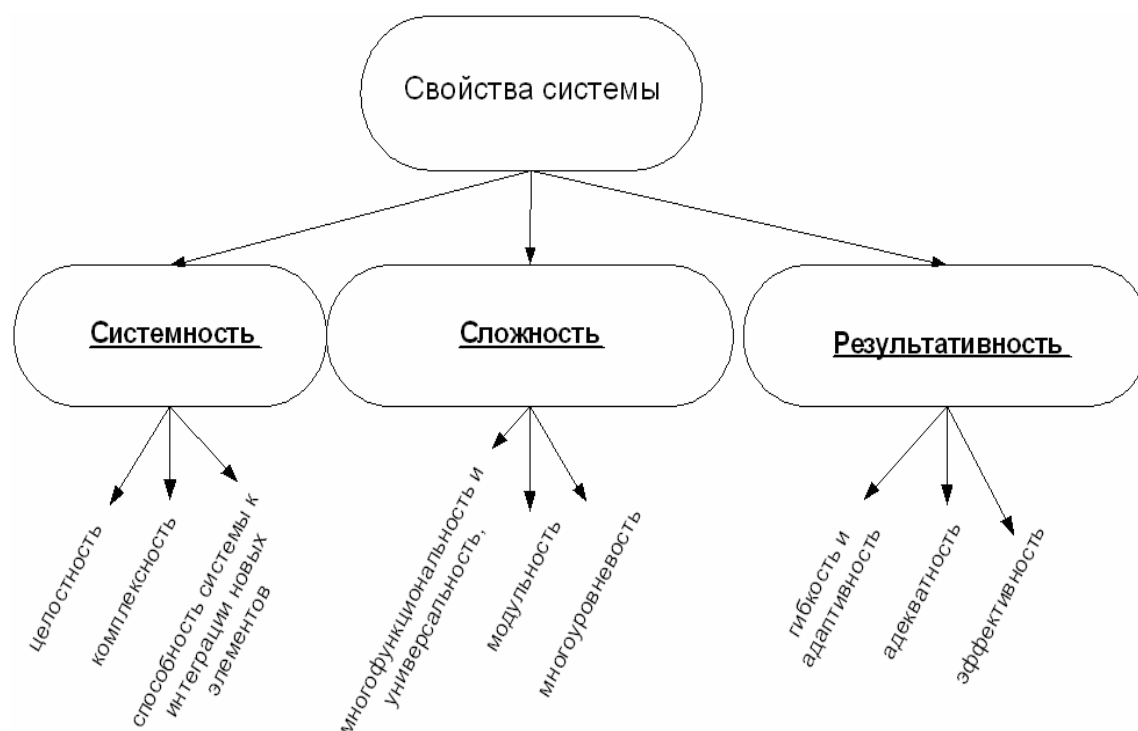 Свойства системы
Системность
Сложность
Результативность
целостность
комплексность
способность системы к
интеграции новых
элементов
многофункциональность и
универсальность,
модульность
многоуровневость
гибкость и
адаптивность
адекватность
эффективность